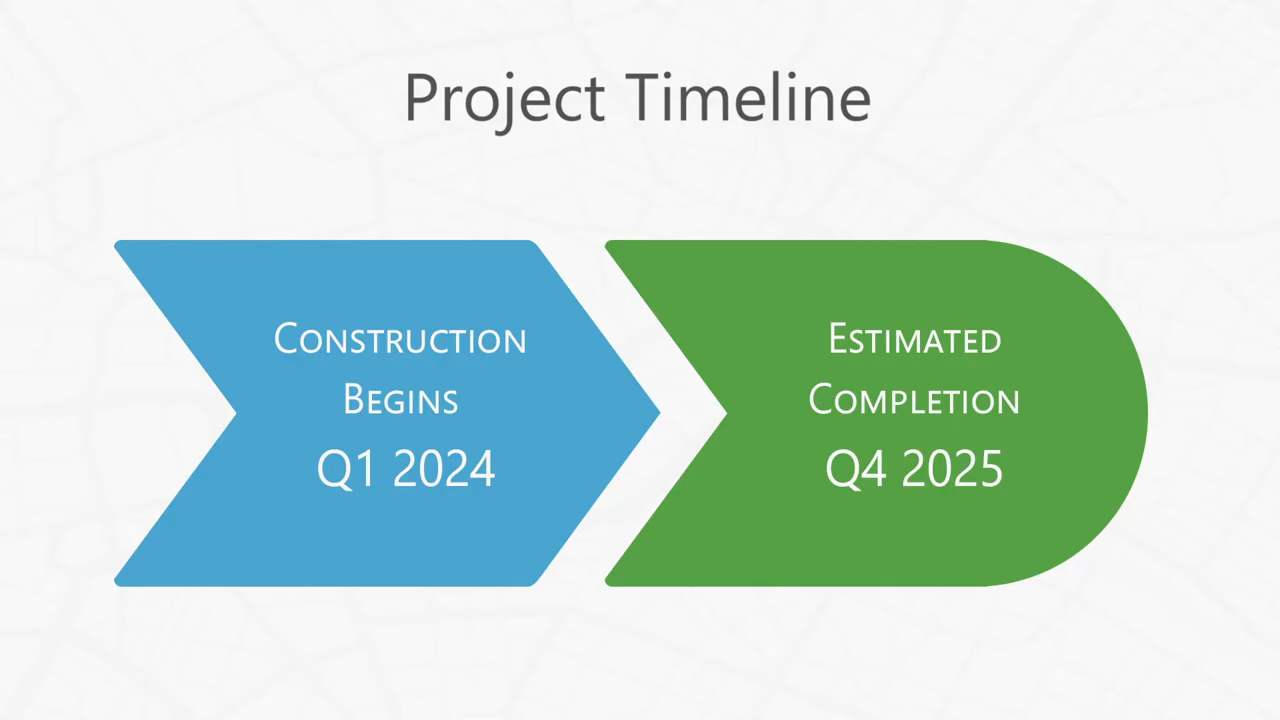 Project Timeline
Construction
Begins
Q1 2024
Estimated
Completion
Q4 2025